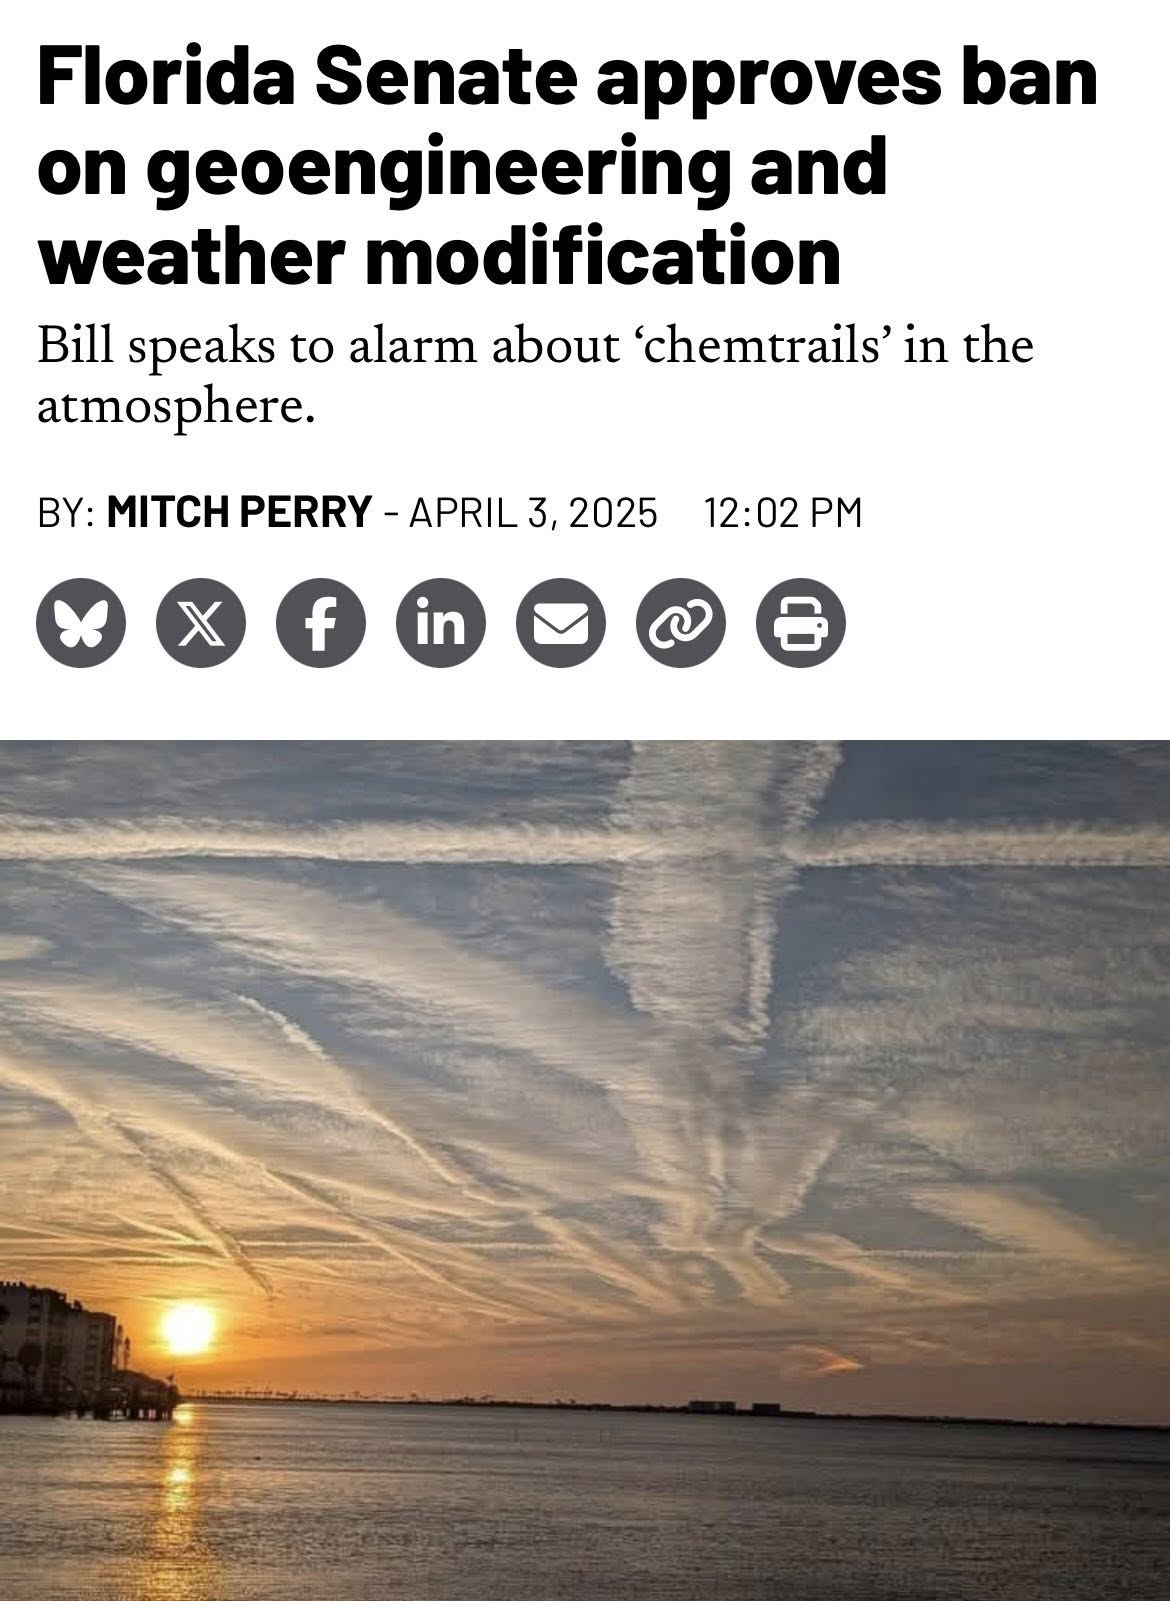 Florida Senate approves ban
on geoengineering and
weather modification
Bill speaks to alarm about ‘chemtrails’ in the
atmosphere.
BY: MITCH PERRY - APRIL 3, 2025 12:02 PM